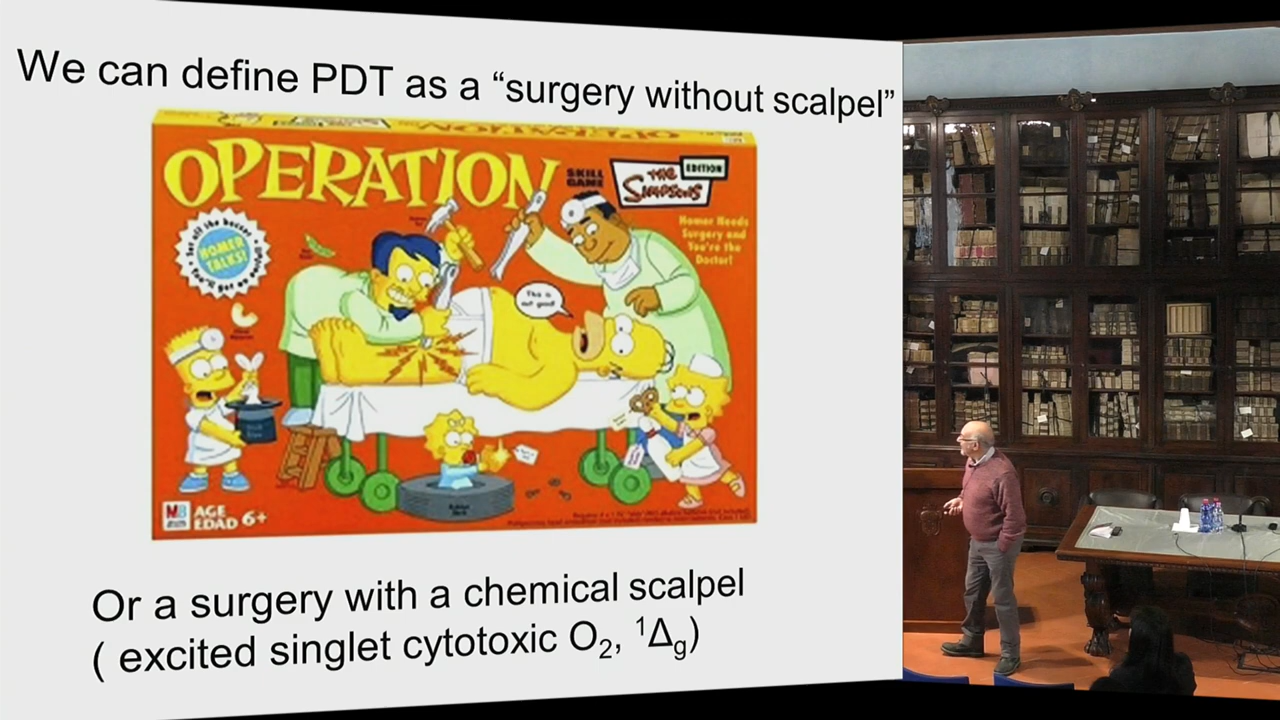 We can define PDT as a “surgery without scalpel”
OPERATION
OPERATION
SKILL
GAME
THE
SIMPSONS
EDITION
Homer Needs
Surgery and
You're the
Doctor!
HOMER
TALKS!
This is
not good!
MB
AGE
EDAD 6+
Or a surgery with a chemical scalpel
( excited singlet cytotoxic O₂, ¹Δg)